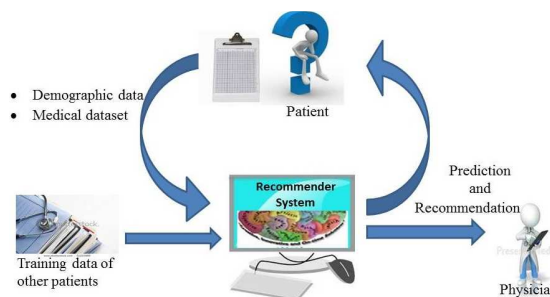 • Demographic data
• Medical dataset
Patient
Recommender
System
Prediction
and
Recommendation
Training data of
other patients
Physicia